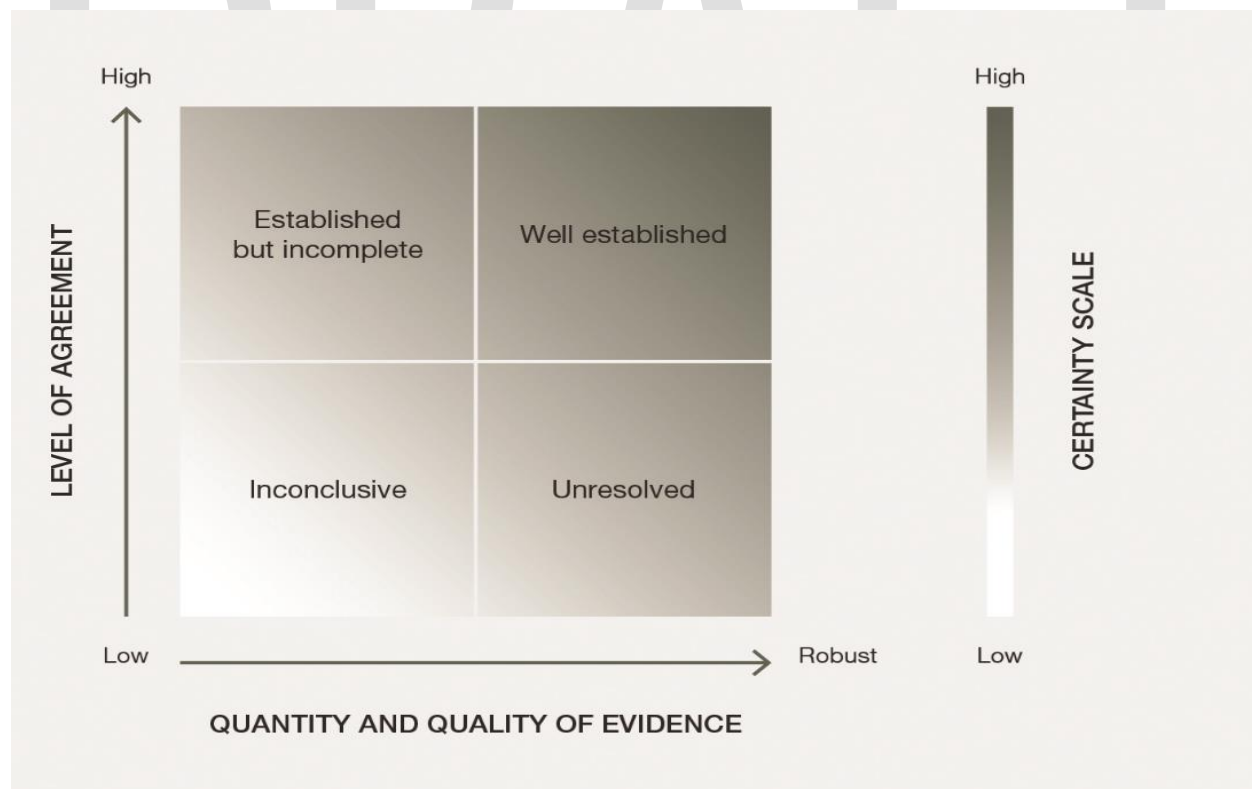 High
High
Established
but incomplete
Well established
LEVEL OF AGREEMENT
CERTAINTY SCALE
Inconclusive
Unresolved
Low
Robust
Low
QUANTITY AND QUALITY OF EVIDENCE